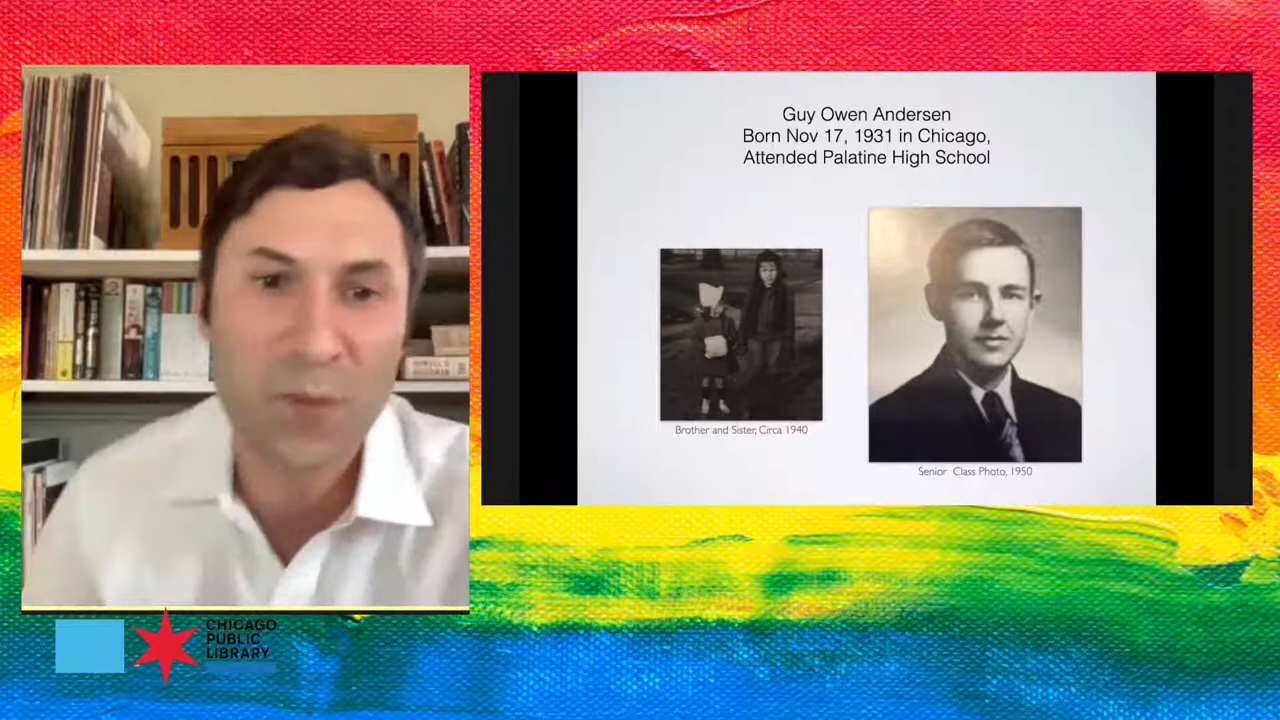 Guy Owen Andersen
Born Nov 17, 1931 in Chicago,
Attended Palatine High School
Brother and Sister, Circa 1940
Senior Class Photo, 1950
CHICAGO
PUBLIC
LIBRARY